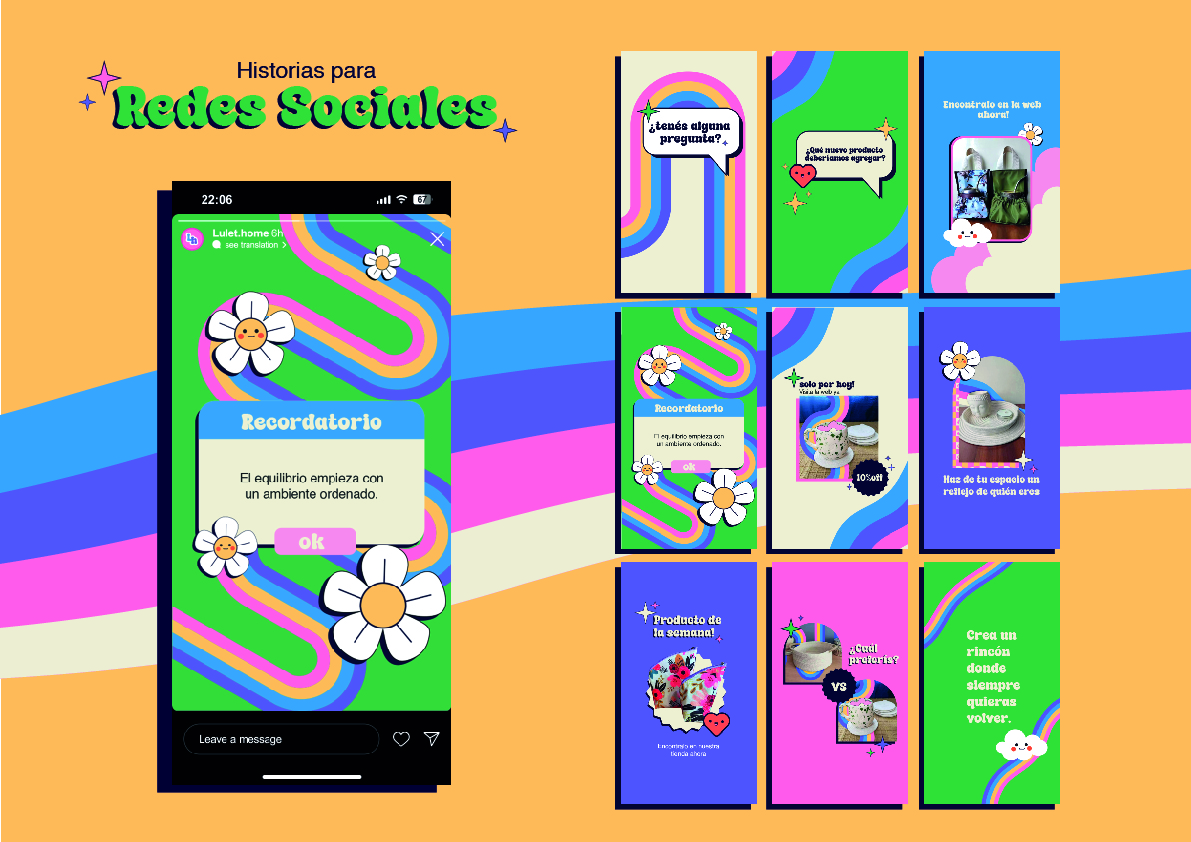 Historias para
Redes Sociales
22:06
67
Lulet.home 6h
see translation >
Recordatorio
El equilibrio empieza con
un ambiente ordenado.
ok
Leave a message
¿tenés alguna
pregunta?
¿Qué nuevo producto
deberíamos agregar?
Encontralo en la web
ahora!
Recordatorio
El equilibrio empieza con
un ambiente ordenado.
ok
solo por hoy!
Visita la web ya
10%off
Haz de tu espacio un
reflejo de quién eres
Producto de
la semana!
Encontralo en nuestra
tienda ahora
¿Cuál
preferís?
VS
Crea un
rincón
donde
siempre
quieras
volver.